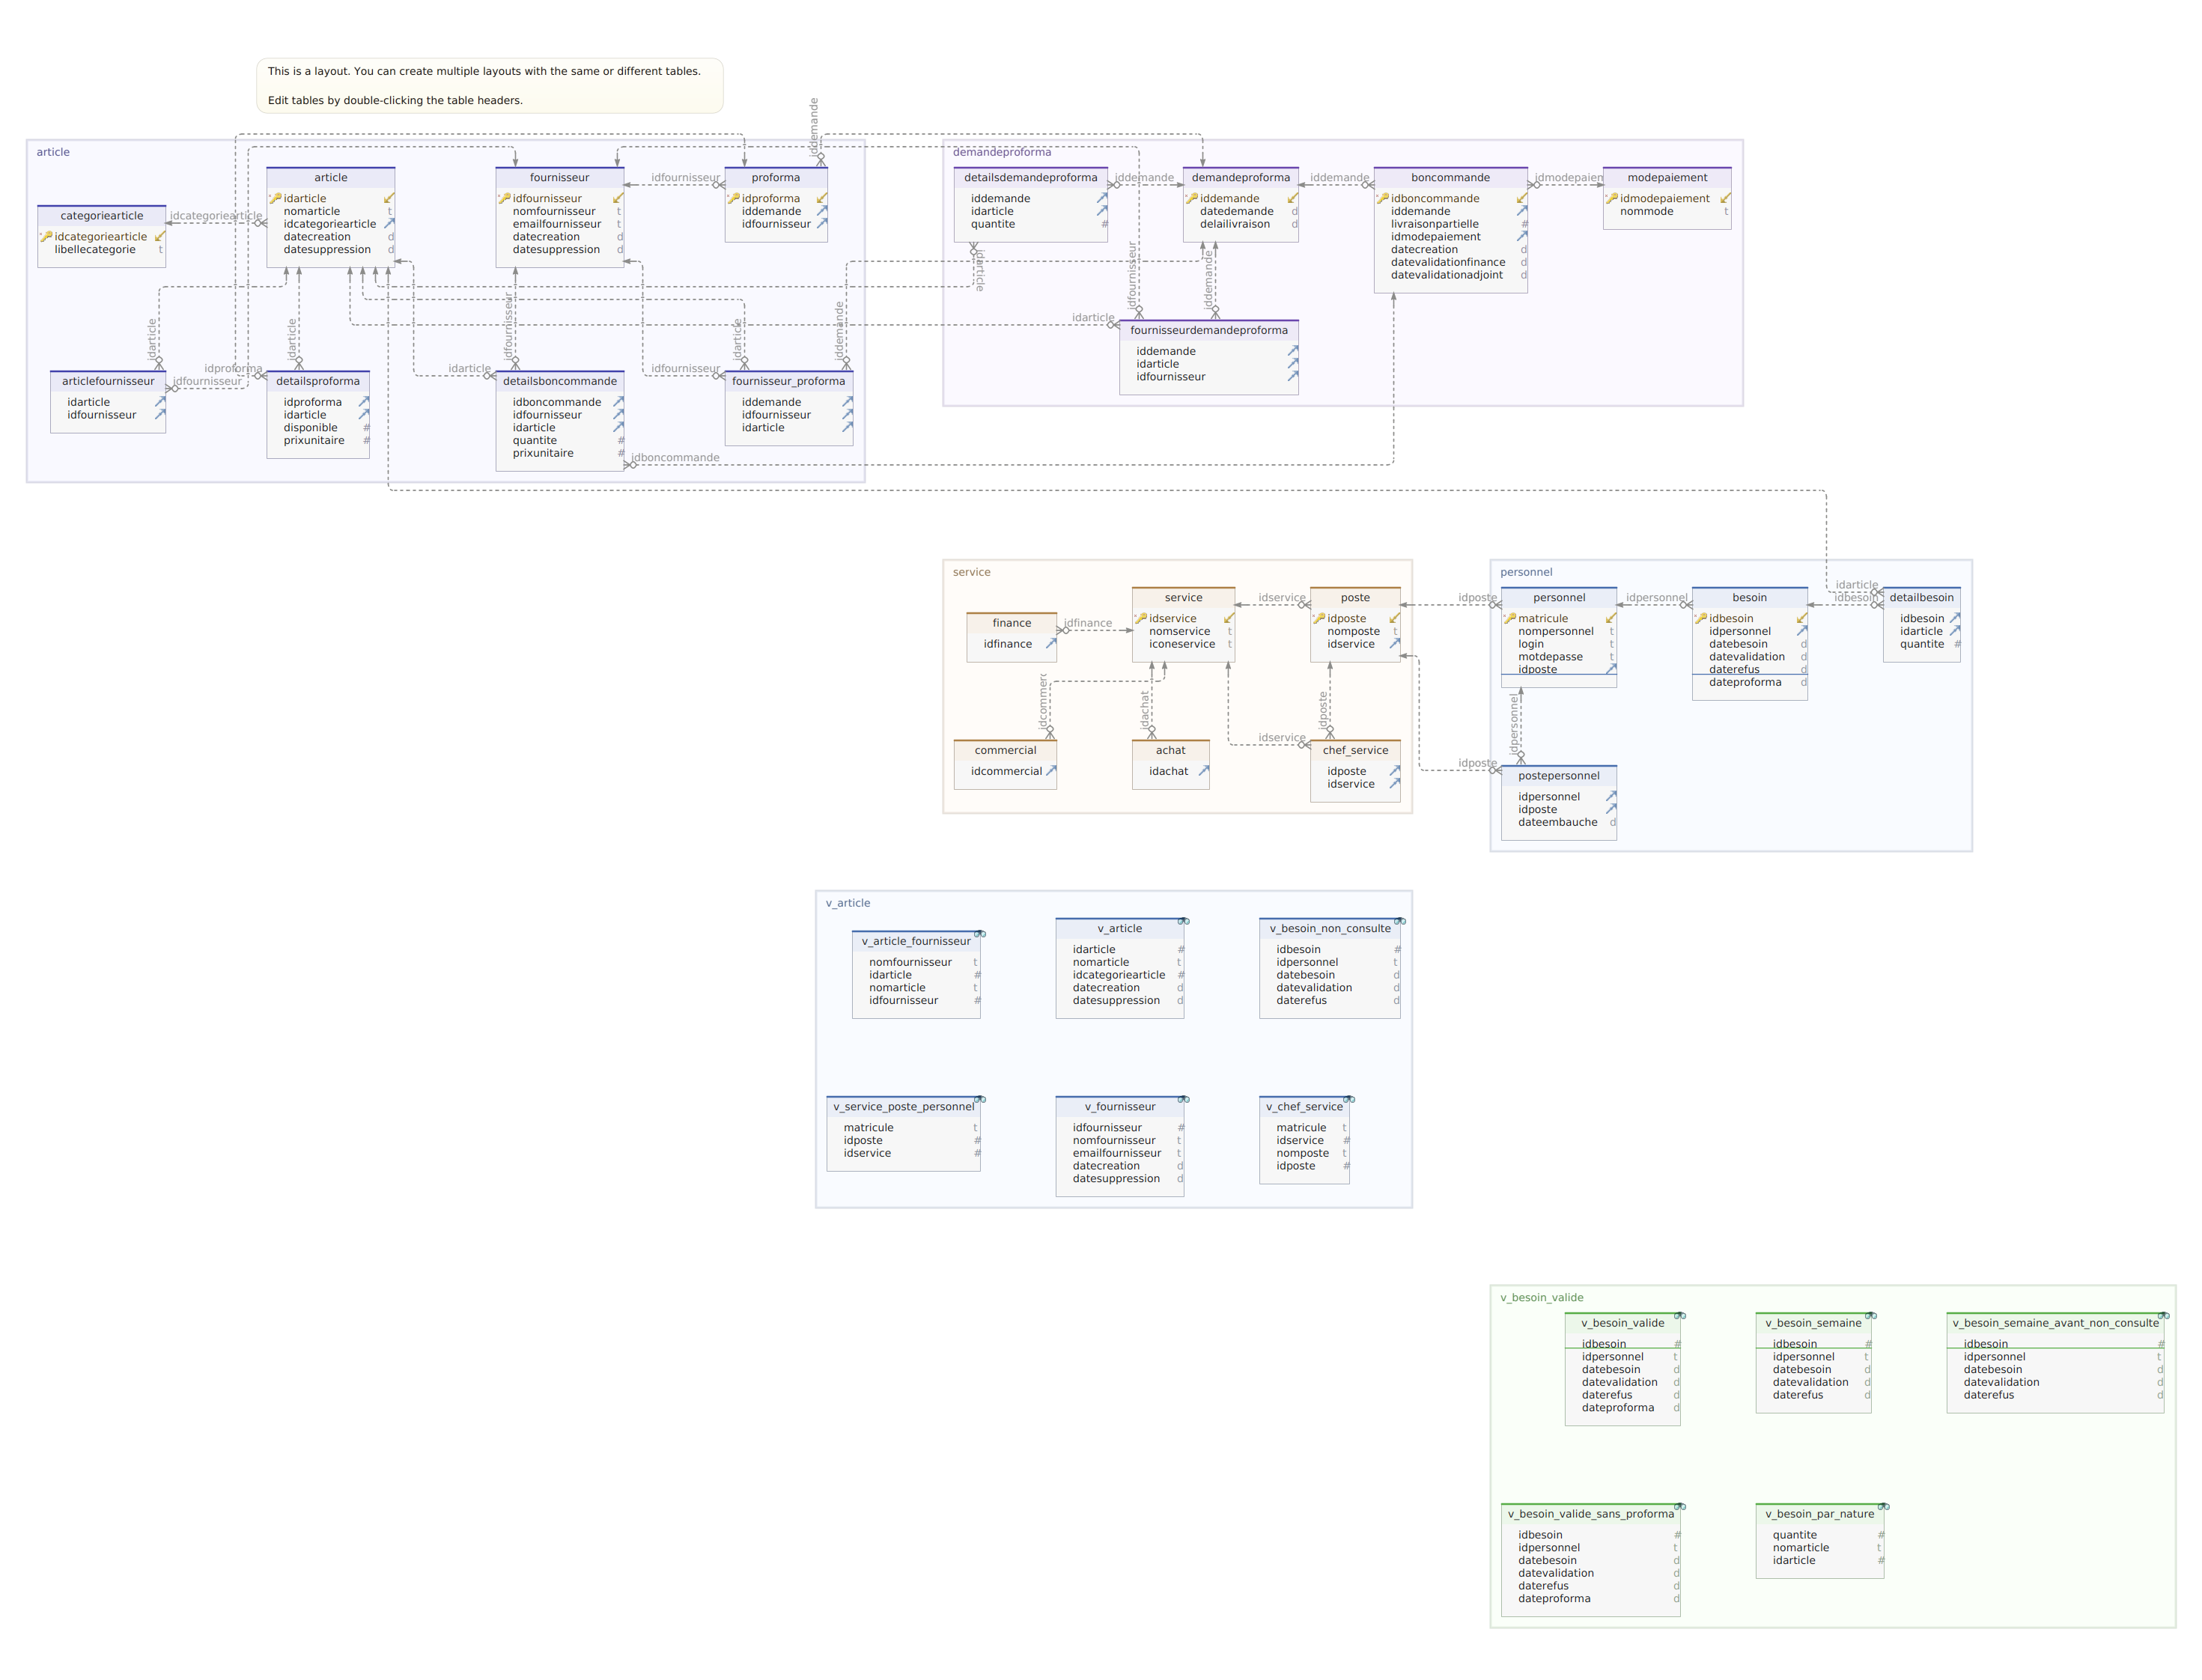 This is a layout. You can create multiple layouts with the same or different tables.
Edit tables by double-clicking the table headers.
article
categoriearticle
idcategoriearticle
libellecategorie t
idcategoriearticle
article
idarticle
nomarticle t
idcategoriearticle
datecreation d
datesuppression d
fournisseur
idfournisseur
nomfournisseur t
emailfournisseur t
datecreation d
datesuppression d
idfournisseur
iddemande
proforma
idproforma
iddemande
idfournisseur
idarticle
articlefournisseur
idarticle
idfournisseur
idfournisseur
idproforma
idarticle
detailsproforma
idproforma
idarticle
disponible #
prixunitaire #
idarticle
idfournisseur
detailsboncommande
idboncommande
idfournisseur
idarticle
quantite #
prixunitaire #
idboncommande
idfournisseur
idarticle
iddemande
fournisseur_proforma
iddemande
idfournisseur
idarticle
demandeproforma
detailsdemandeproforma
iddemande
idarticle
quantite #
iddemande
idarticle
demandeproforma
iddemande
datedemande d
delailivraison d
iddemande
boncommande
idboncommande
iddemande
livraisonpartielle #
idmodepaiement
datecreation d
datevalidationfinance d
datevalidationadjoint d
idmodepaien
modepaiement
idmodepaiement
nommode t
idarticle
idfournisseur
iddemande
fournisseurdemandeproforma
iddemande
idarticle
idfournisseur
service
finance
idfinance
idfinance
service
idservice
nomservice t
iconeservice t
idservice
poste
idposte
nomposte t
idservice
idcommerc
commercial
idcommercial
idachat
achat
idachat
idservice
idposte
chef_service
idposte
idservice
personnel
idposte
personnel
matricule
nompersonnel t
login t
motdepasse t
idposte
idpersonnel
besoin
idbesoin
idpersonnel
datebesoin d
datevalidation d
daterefus d
dateproforma d
idarticle
idbesoin
detailbesoin
idbesoin
idarticle
quantite #
idpersonnel
idposte
postepersonnel
idpersonnel
idposte
dateembauche d
v_article
v_article_fournisseur
nomfournisseur t
idarticle #
nomarticle t
idfournisseur #
v_article
idarticle #
nomarticle t
idcategoriearticle #
datecreation d
datesuppression d
v_besoin_non_consulte
idbesoin #
idpersonnel t
datebesoin d
datevalidation d
daterefus d
v_service_poste_personnel
matricule t
idposte #
idservice #
v_fournisseur
idfournisseur #
nomfournisseur t
emailfournisseur t
datecreation d
datesuppression d
v_chef_service
matricule t
idservice #
nomposte t
idposte #
v_besoin_valide
v_besoin_valide
idbesoin #
idpersonnel t
datebesoin d
datevalidation d
daterefus d
dateproforma d
v_besoin_semaine
idbesoin #
idpersonnel t
datebesoin d
datevalidation d
daterefus d
v_besoin_semaine_avant_non_consulte
idbesoin #
idpersonnel t
datebesoin d
datevalidation d
daterefus d
v_besoin_valide_sans_proforma
idbesoin #
idpersonnel t
datebesoin d
datevalidation d
daterefus d
dateproforma d
v_besoin_par_nature
quantite #
nomarticle t
idarticle #